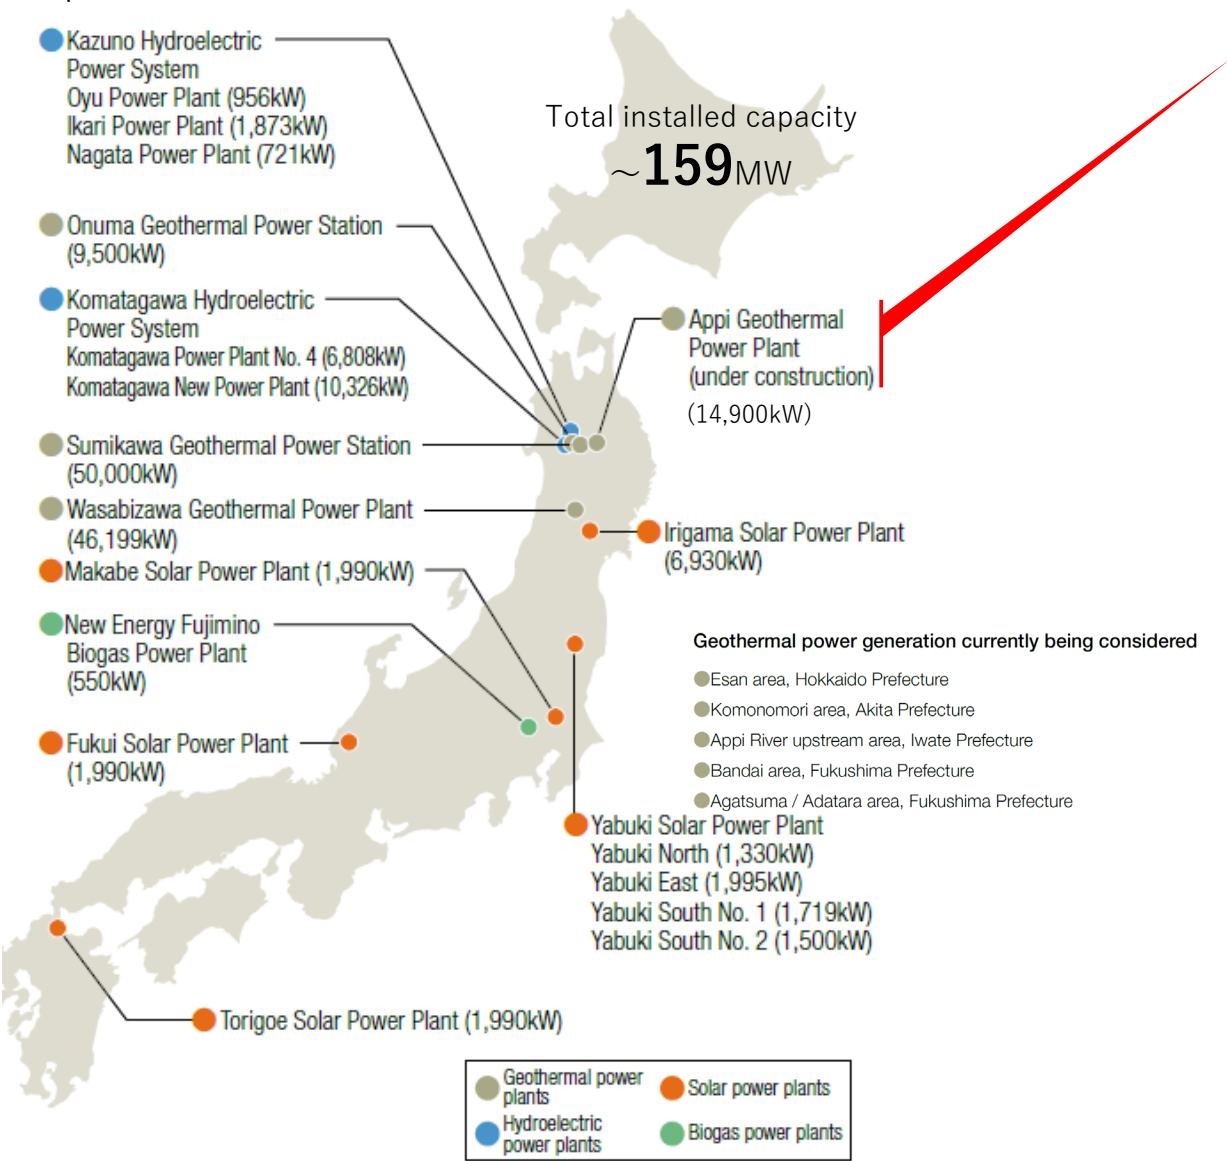 Kazuno Hydroelectric
Power System
Oyu Power Plant (956kW)
Ikari Power Plant (1,873kW)
Nagata Power Plant (721kW)
Total installed capacity
~159MW
Onuma Geothermal Power Station
(9,500kW)
Komatagawa Hydroelectric
Power System
Komatagawa Power Plant No. 4 (6,808kW)
Komatagawa New Power Plant (10,326kW)
Appi Geothermal
Power Plant
(under construction)
(14,900kW)
Sumikawa Geothermal Power Station
(50,000kW)
Wasabizawa Geothermal Power Plant
(46,199kW)
Irigama Solar Power Plant
(6,930kW)
Makabe Solar Power Plant (1,990kW)
New Energy Fujimino
Biogas Power Plant
(550kW)
Geothermal power generation currently being considered
Esan area, Hokkaido Prefecture
Komonomori area, Akita Prefecture
Appi River upstream area, Iwate Prefecture
Bandai area, Fukushima Prefecture
Agatsuma / Adatara area, Fukushima Prefecture
Fukui Solar Power Plant
(1,990kW)
Yabuki Solar Power Plant
Yabuki North (1,330kW)
Yabuki East (1,995kW)
Yabuki South No. 1 (1,719kW)
Yabuki South No. 2 (1,500kW)
Torigoe Solar Power Plant (1,990kW)
Geothermal power
plants
Solar power plants
Hydroelectric
power plants
Biogas power plants